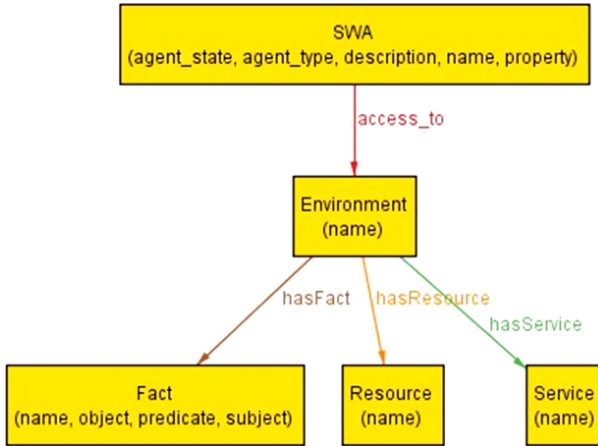 SWA
(agent_state, agent_type, description, name, property)
access_to
Environment
(name)
hasFact
hasResource
hasService
Fact
(name, object, predicate, subject)
Resource
(name)
Service
(name)